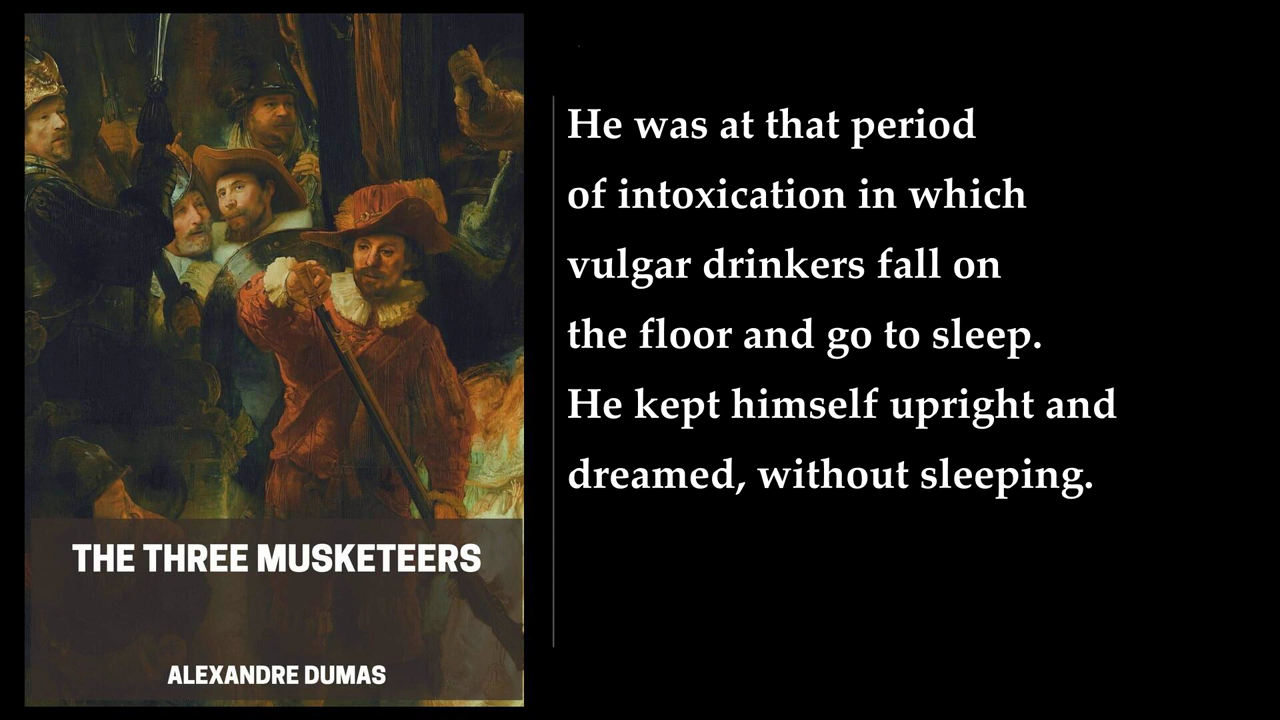 THE THREE MUSKETEERS
ALEXANDRE DUMAS
He was at that period
of intoxication in which
vulgar drinkers fall on
the floor and go to sleep.
He kept himself upright and
dreamed, without sleeping.